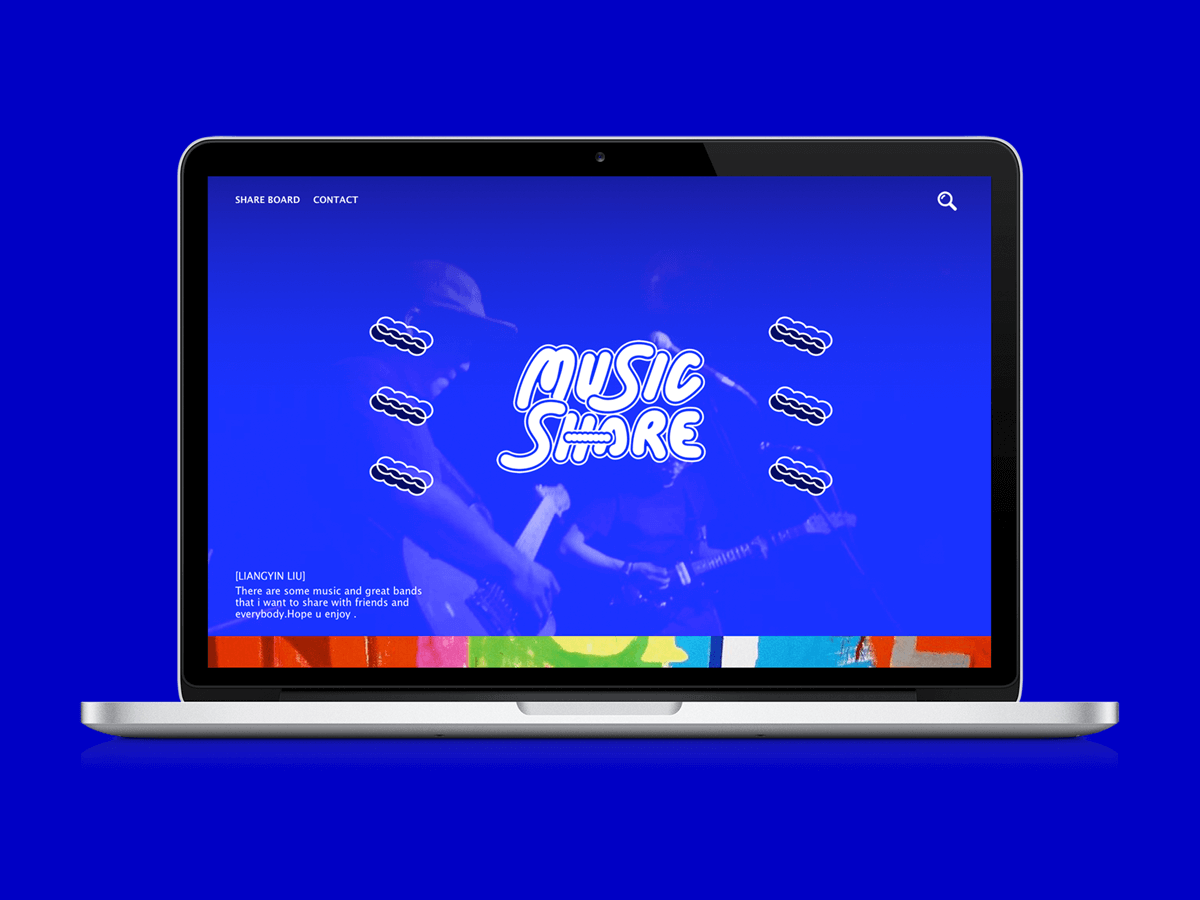 SHARE BOARD CONTACT
MUSIC
SHARE
[LIANGYIN LIU]
There are some music and great bands
that i want to share with friends and
everybody.Hope u enjoy .